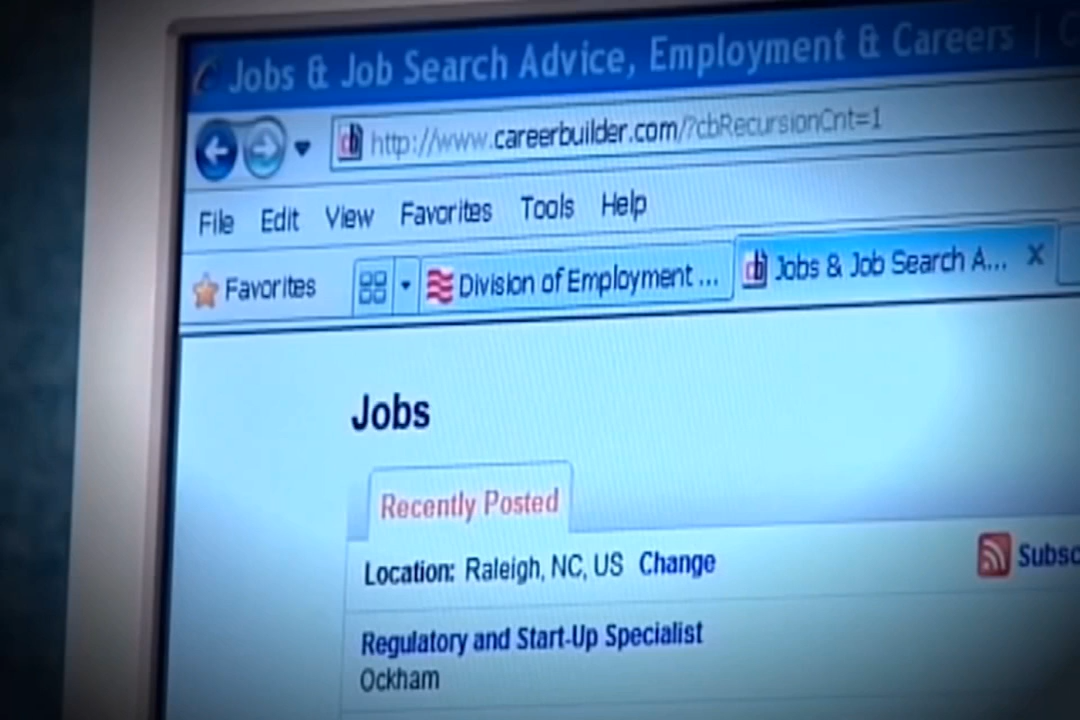 Jobs & Job Search Advice, Employment & Careers |
cb http://www.careerbuilder.com/?cbRecursionCnt=1
File Edit View Favorites Tools Help
Favorites Division of Employment ... cb Jobs & Job Search A... X
Jobs
Recently Posted
Location: Raleigh, NC, US Change Subsc
Regulatory and Start-Up Specialist
Ockham